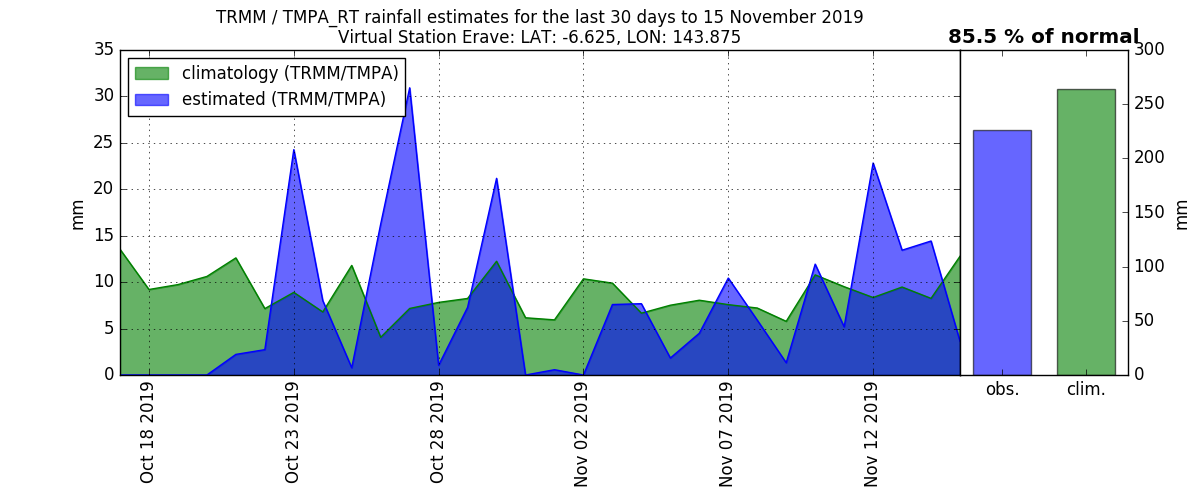 TRMM / TMPA_RT rainfall estimates for the last 30 days to 15 November 2019
Virtual Station Erave: LAT: -6.625, LON: 143.875
85.5 % of normal
climatology (TRMM/TMPA)
estimated (TRMM/TMPA)
35
30
25
20
15
10
5
0
mm
Oct 18 2019
Oct 23 2019
Oct 28 2019
Nov 02 2019
Nov 07 2019
Nov 12 2019
300
250
200
150
100
50
0
mm
obs.
clim.